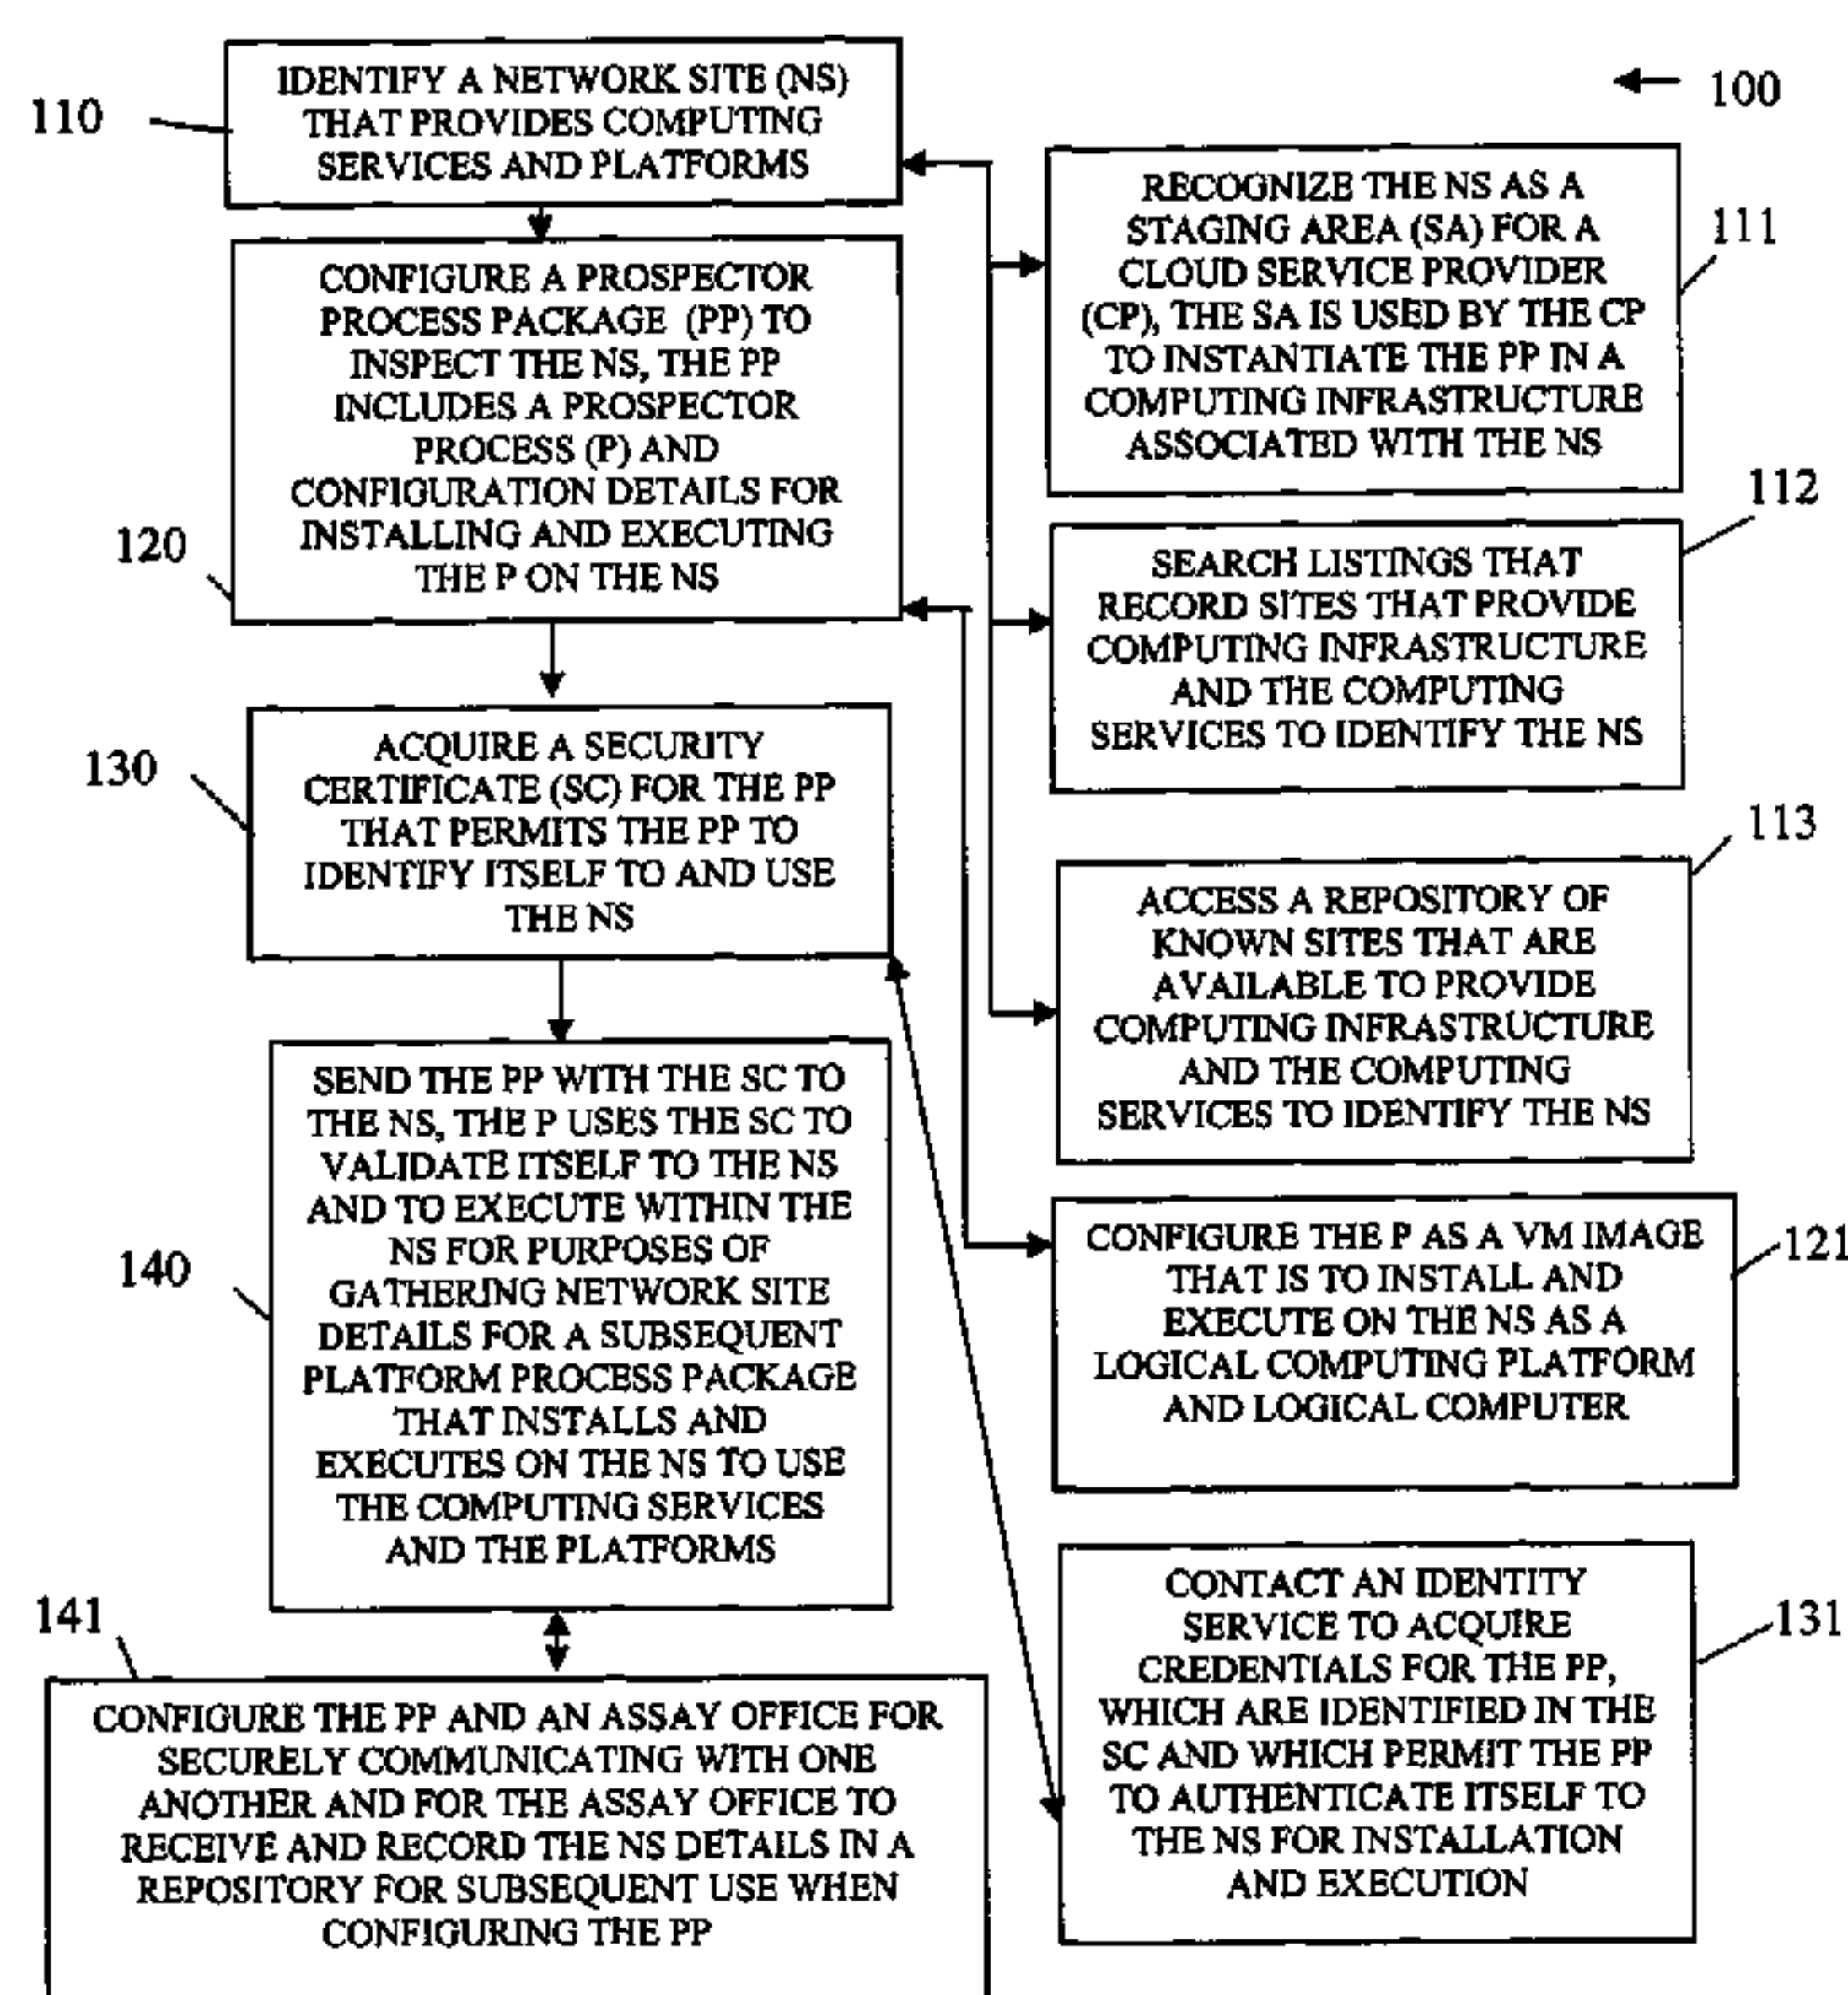 100
110
IDENTIFY A NETWORK SITE (NS)
THAT PROVIDES COMPUTING
SERVICES AND PLATFORMS
120
CONFIGURE A PROSPECTOR
PROCESS PACKAGE (PP) TO
INSPECT THE NS, THE PP
INCLUDES A PROSPECTOR
PROCESS (P) AND
CONFIGURATION DETAILS FOR
INSTALLING AND EXECUTING
THE P ON THE NS
130
ACQUIRE A SECURITY
CERTIFICATE (SC) FOR THE PP
THAT PERMITS THE PP TO
IDENTIFY ITSELF TO AND USE
THE NS
140
SEND THE PP WITH THE SC TO
THE NS, THE P USES THE SC TO
VALIDATE ITSELF TO THE NS
AND TO EXECUTE WITHIN THE
NS FOR PURPOSES OF
GATHERING NETWORK SITE
DETAILS FOR A SUBSEQUENT
PLATFORM PROCESS PACKAGE
THAT INSTALLS AND
EXECUTES ON THE NS TO USE
THE COMPUTING SERVICES
AND THE PLATFORMS
141
CONFIGURE THE PP AND AN ASSAY OFFICE FOR
SECURELY COMMUNICATING WITH ONE
ANOTHER AND FOR THE ASSAY OFFICE TO
RECEIVE AND RECORD THE NS DETAILS IN A
REPOSITORY FOR SUBSEQUENT USE WHEN
CONFIGURING THE PP
111
RECOGNIZE THE NS AS A
STAGING AREA (SA) FOR A
CLOUD SERVICE PROVIDER
(CP), THE SA IS USED BY THE CP
TO INSTANTIATE THE PP IN A
COMPUTING INFRASTRUCTURE
ASSOCIATED WITH THE NS
112
SEARCH LISTINGS THAT
RECORD SITES THAT PROVIDE
COMPUTING INFRASTRUCTURE
AND THE COMPUTING
SERVICES TO IDENTIFY THE NS
113
ACCESS A REPOSITORY OF
KNOWN SITES THAT ARE
AVAILABLE TO PROVIDE
COMPUTING INFRASTRUCTURE
AND THE COMPUTING
SERVICES TO IDENTIFY THE NS
121
CONFIGURE THE P AS A VM IMAGE
THAT IS TO INSTALL AND
EXECUTE ON THE NS AS A
LOGICAL COMPUTING PLATFORM
AND LOGICAL COMPUTER
131
CONTACT AN IDENTITY
SERVICE TO ACQUIRE
CREDENTIALS FOR THE PP,
WHICH ARE IDENTIFIED IN THE
SC AND WHICH PERMIT THE PP
TO AUTHENTICATE ITSELF TO
THE NS FOR INSTALLATION
AND EXECUTION